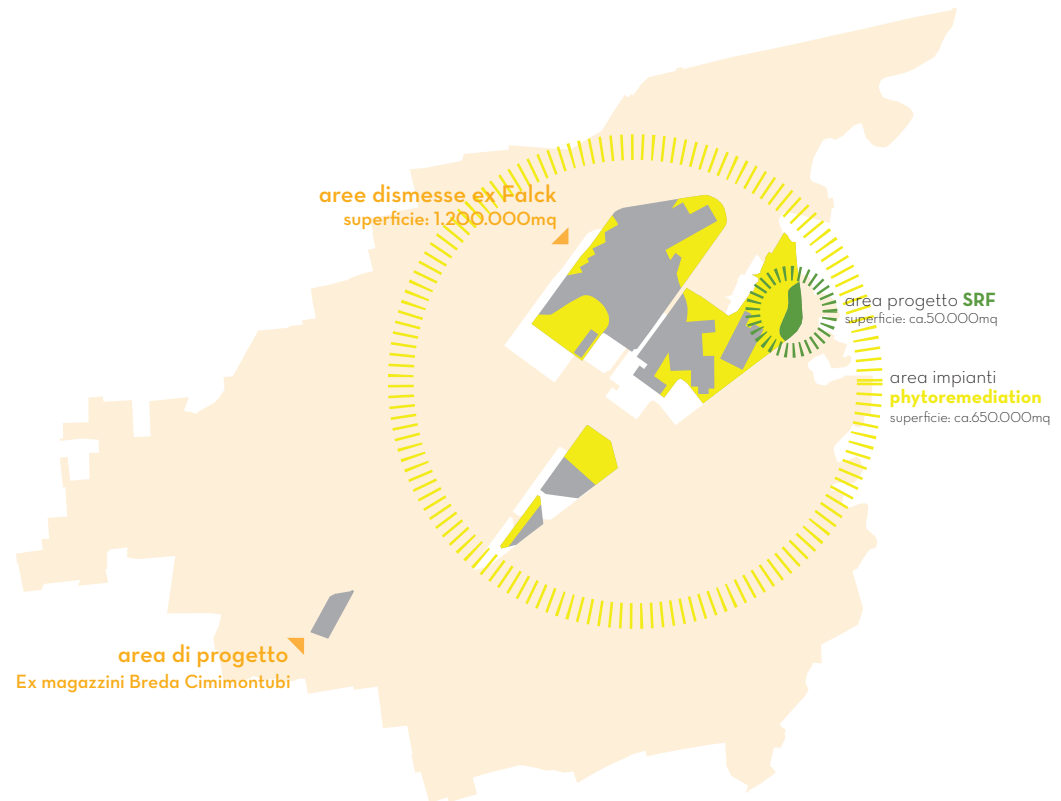 aree dismesse ex Falck
superficie: 1.200.000mq
area progetto SRF
superficie: ca.50.000mq
area impianti
phytoremediation
superficie: ca.650.000mq
area di progetto
Ex magazzini Breda Cimimontubi